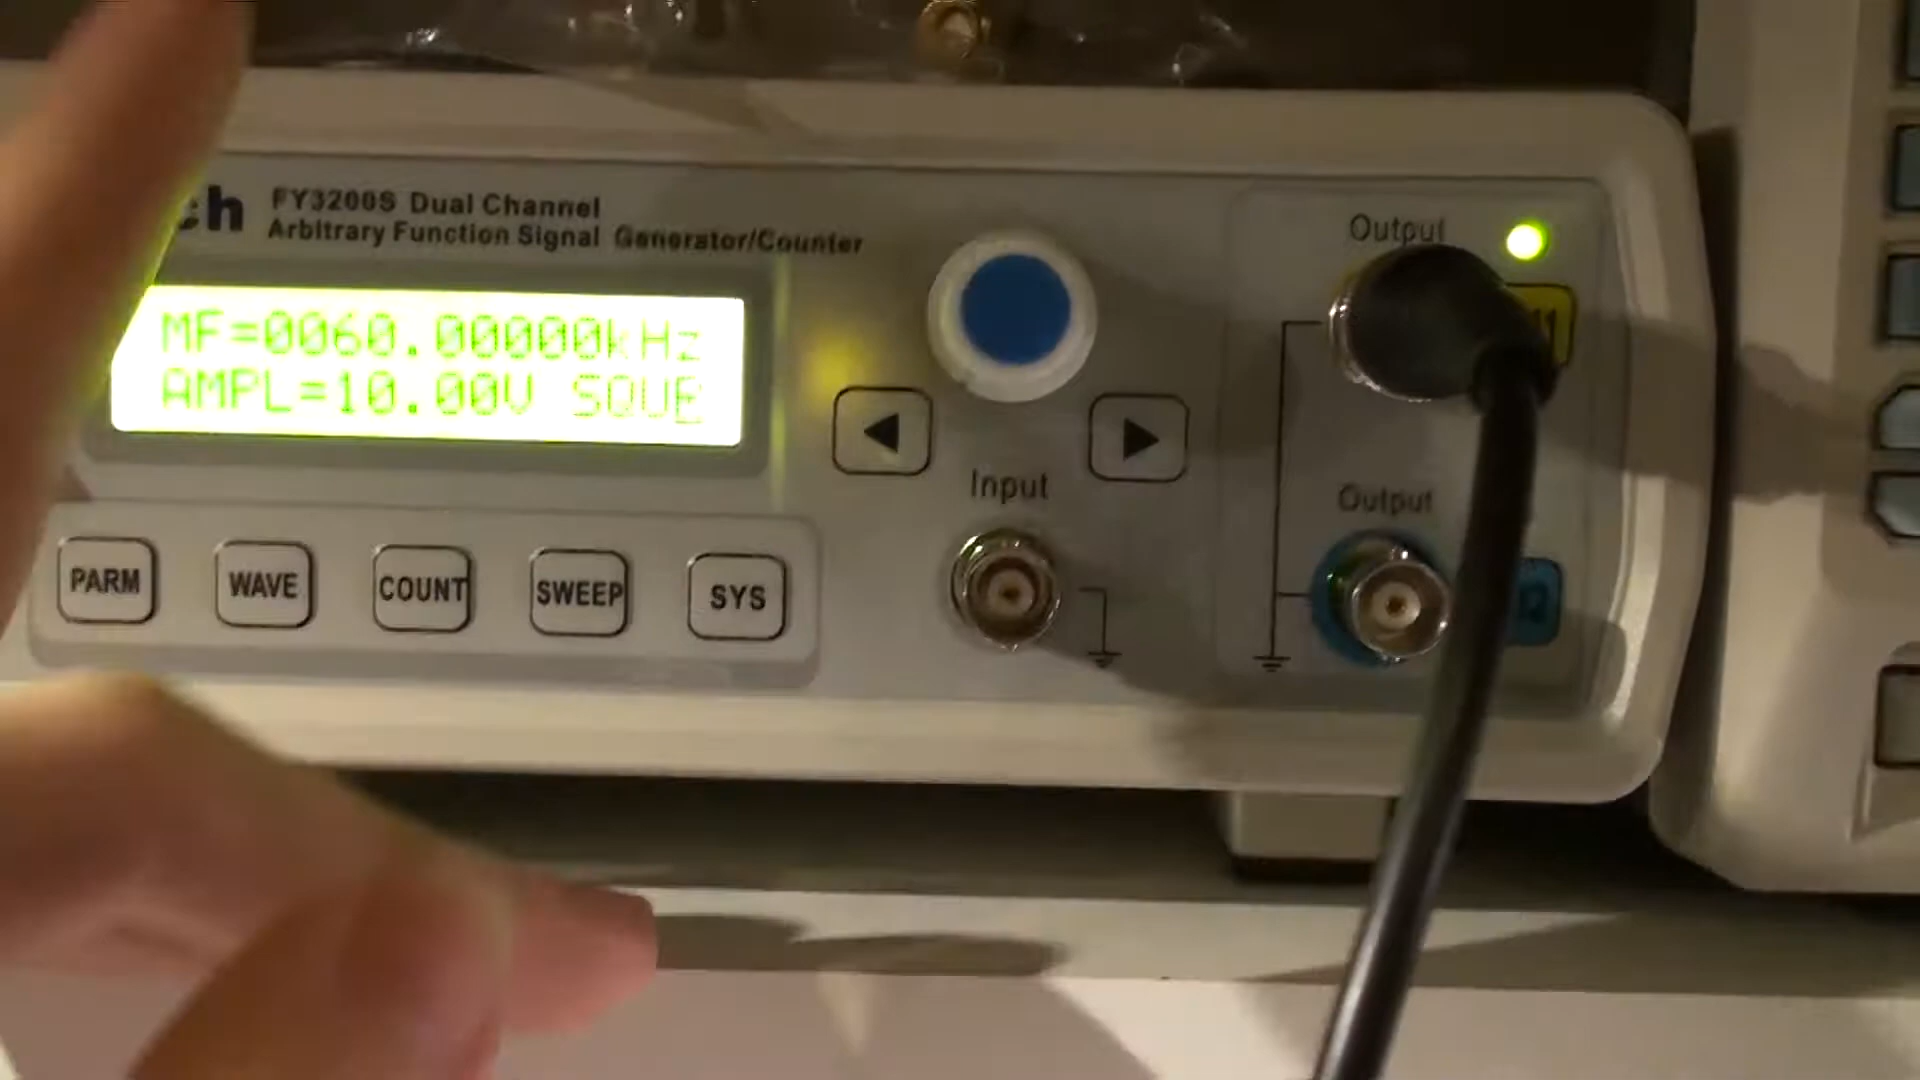 FY3200S Dual Channel
Arbitrary Function Signal Generator/Counter
MF=0060.00000kHz
AMPL=10.00V SQUE
PARM
WAVE
COUNT
SWEEP
SYS
Input
Output
Output